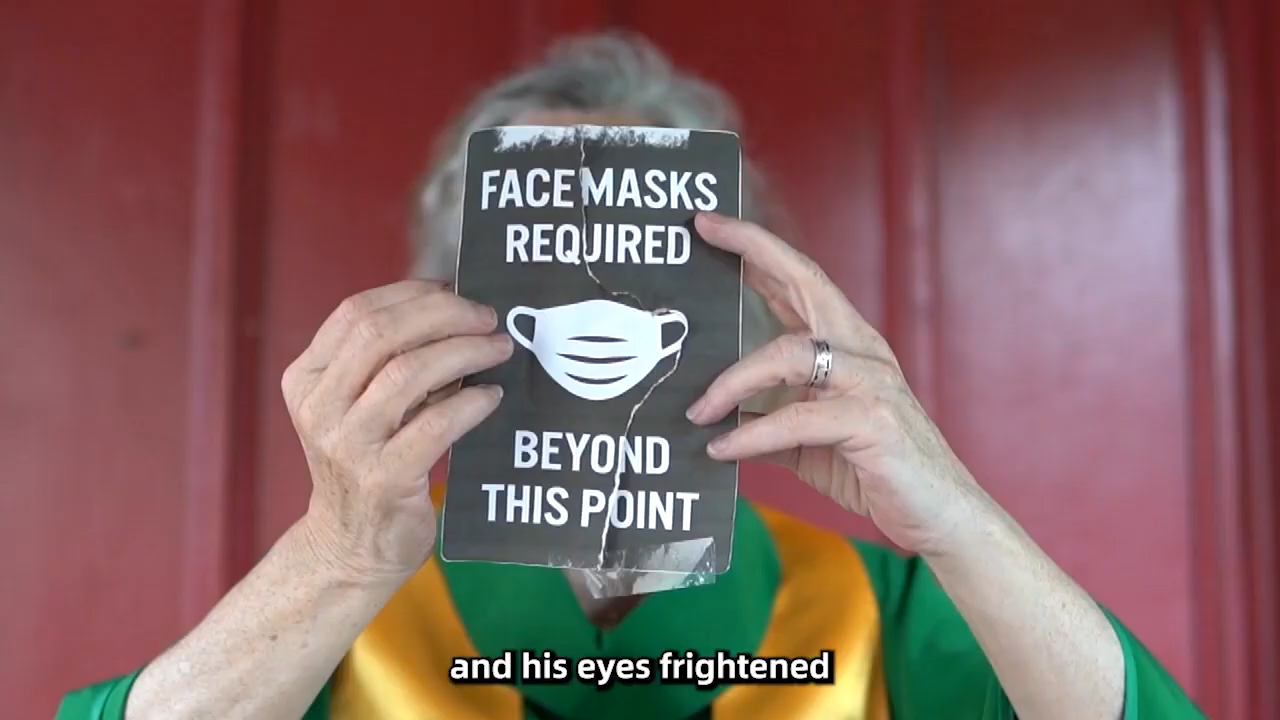 FACE MASKS
REQUIRED
BEYOND
THIS POINT
and his eyes frightened